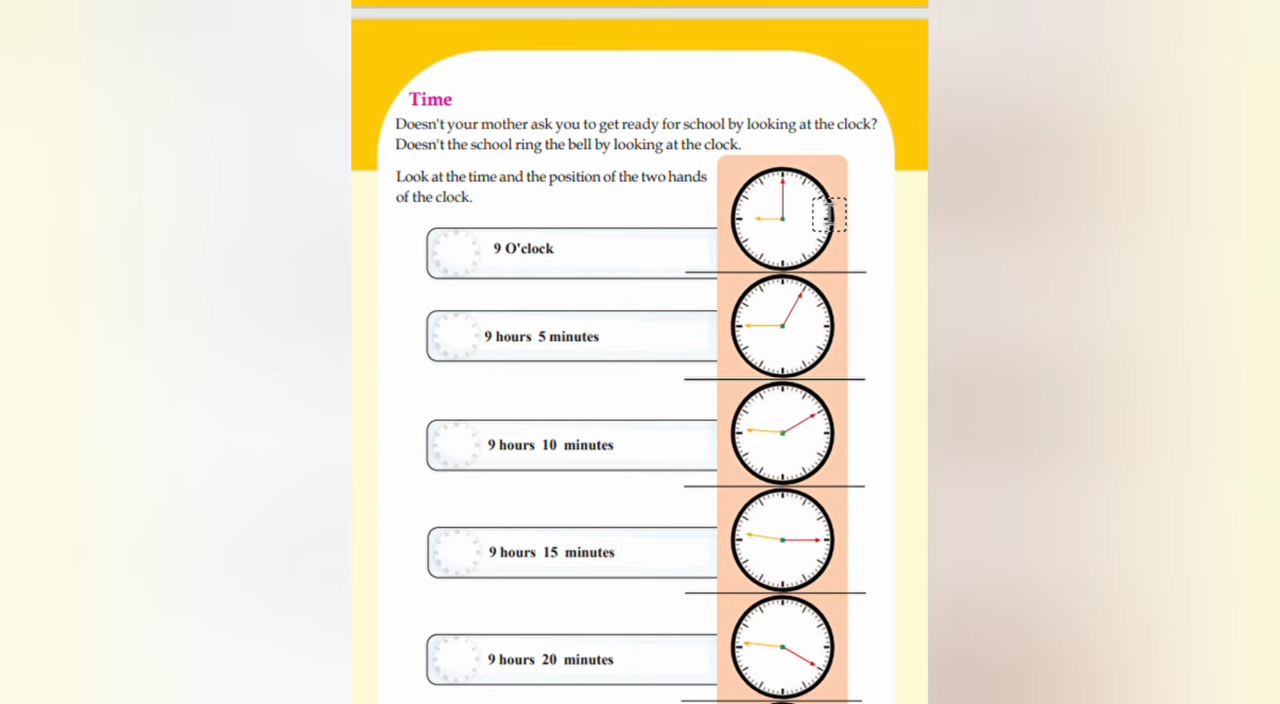 Time
Doesn't your mother ask you to get ready for school by looking at the clock?
Doesn't the school ring the bell by looking at the clock.
Look at the time and the position of the two hands
of the clock.
9 O'clock
9 hours 5 minutes
9 hours 10 minutes
9 hours 15 minutes
9 hours 20 minutes